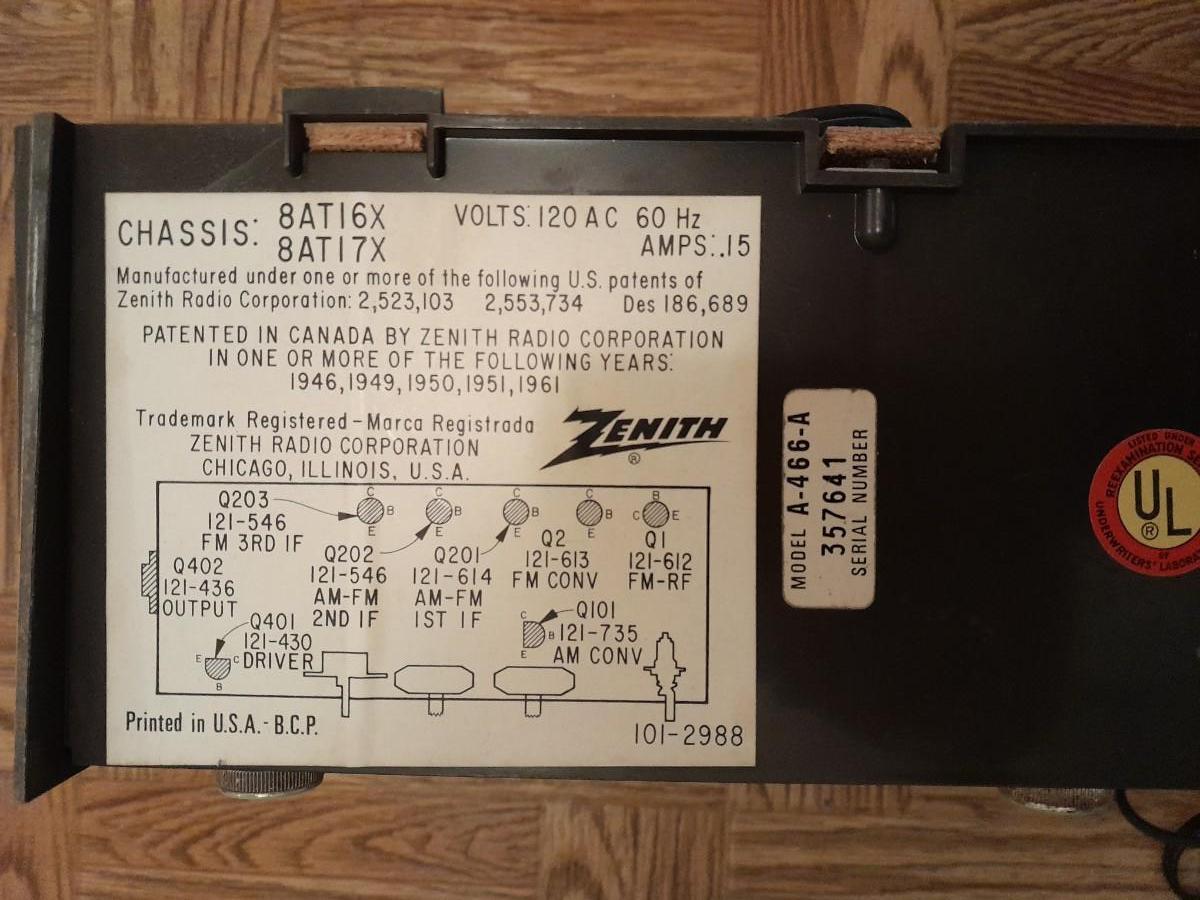 CHASSIS: 8AT16X
8AT17X
VOLTS: 120 AC 60 Hz
AMPS: .15
Manufactured under one or more of the following U.S. patents of
Zenith Radio Corporation: 2,523,103 2,553,734 Des 186,689
PATENTED IN CANADA BY ZENITH RADIO CORPORATION
IN ONE OR MORE OF THE FOLLOWING YEARS:
1946, 1949, 1950, 1951, 1961
Trademark Registered - Marca Registrada
ZENITH RADIO CORPORATION
CHICAGO, ILLINOIS, U.S.A.
ZENITH
®
Q203
121-546
FM 3RD IF
C
B
E
Q202
121-546
AM-FM
2ND IF
C
B
E
Q201
121-614
AM-FM
1ST IF
C
B
E
Q2
121-613
FM CONV
C
B
E
Q1
121-612
FM-RF
B
C E
Q402
121-436
OUTPUT
Q401
121-430
DRIVER
E C
B
Q101
121-735
AM CONV
C
B
E
Printed in U.S.A. - B.C.P.
101-2988
MODEL A-466-A
357641
SERIAL NUMBER
LISTED UNDER
REEXAMINATION
UL
®
OF
UNDERWRITERS'